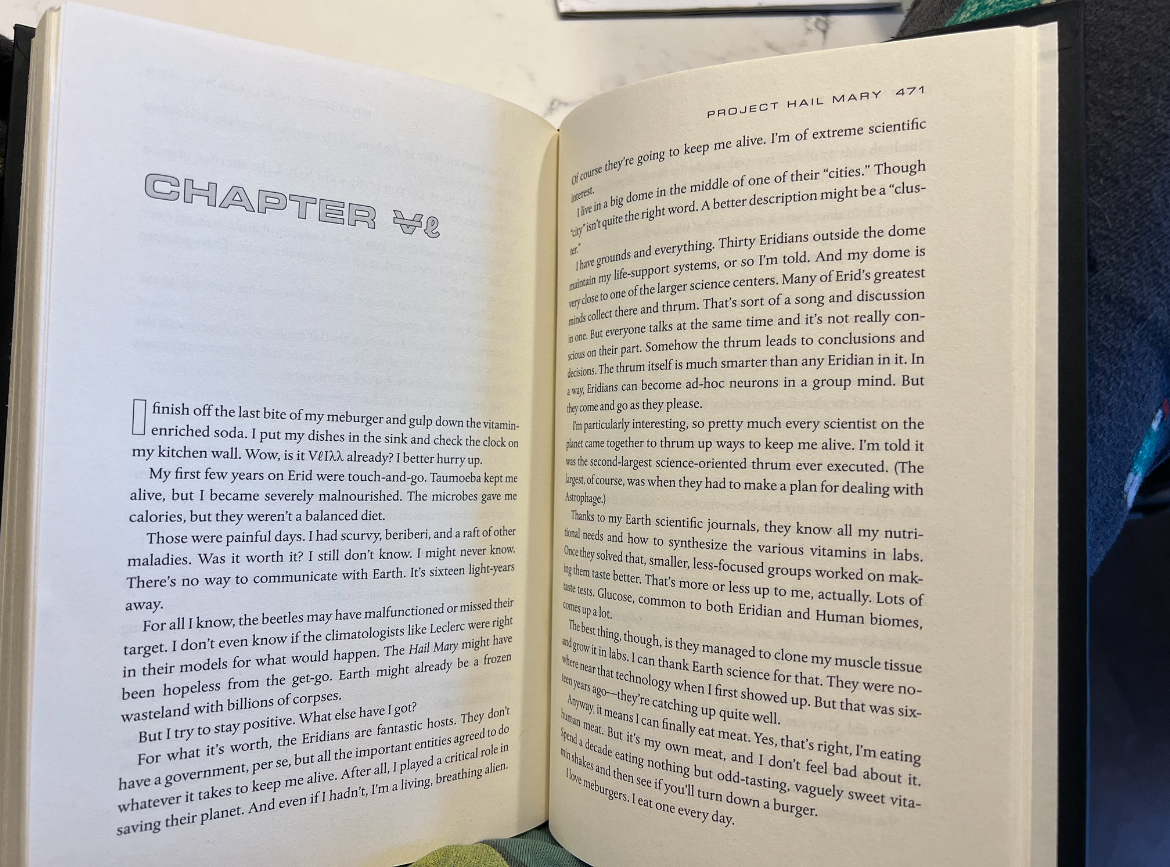 CHAPTER Vℓ
I finish off the last bite of my meburger and gulp down the vitamin-
enriched soda. I put my dishes in the sink and check the clock on
my kitchen wall. Wow, is it VℓIλλ already? I better hurry up.
My first few years on Erid were touch-and-go. Taumoeba kept me
alive, but I became severely malnourished. The microbes gave me
calories, but they weren't a balanced diet.
Those were painful days. I had scurvy, beriberi, and a raft of other
maladies. Was it worth it? I still don't know. I might never know.
There's no way to communicate with Earth. It's sixteen light-years
away.
For all I know, the beetles may have malfunctioned or missed their
target. I don't even know if the climatologists like Leclerc were right
in their models for what would happen. The Hail Mary might have
been hopeless from the get-go. Earth might already be a frozen
wasteland with billions of corpses.
But I try to stay positive. What else have I got?
For what it's worth, the Eridians are fantastic hosts. They don't
have a government, per se, but all the important entities agreed to do
whatever it takes to keep me alive. After all, I played a critical role in
saving their planet. And even if I hadn't, I'm a living, breathing alien.
PROJECT HAIL MARY 471
Of course they're going to keep me alive. I'm of extreme scientific
interest.
I live in a big dome in the middle of one of their “cities.” Though
“city” isn't quite the right word. A better description might be a “clus-
ter.”
I have grounds and everything. Thirty Eridians outside the dome
maintain my life-support systems, or so I'm told. And my dome is
very close to one of the larger science centers. Many of Erid's greatest
minds collect there and thrum. That's sort of a song and discussion
in one. But everyone talks at the same time and it's not really con-
scious on their part. Somehow the thrum leads to conclusions and
decisions. The thrum itself is much smarter than any Eridian in it. In
a way, Eridians can become ad-hoc neurons in a group mind. But
they come and go as they please.
I'm particularly interesting, so pretty much every scientist on the
planet came together to thrum up ways to keep me alive. I'm told it
was the second-largest science-oriented thrum ever executed. (The
largest, of course, was when they had to make a plan for dealing with
Astrophage.)
Thanks to my Earth scientific journals, they know all my nutri-
tional needs and how to synthesize the various vitamins in labs.
Once they solved that, smaller, less-focused groups worked on mak-
ing them taste better. That's more or less up to me, actually. Lots of
taste tests. Glucose, common to both Eridian and Human biomes,
comes up a lot.
The best thing, though, is they managed to clone my muscle tissue
and grow it in labs. I can thank Earth science for that. They were no-
where near that technology when I first showed up. But that was six-
teen years ago—they're catching up quite well.
Anyway, it means I can finally eat meat. Yes, that's right, I'm eating
human meat. But it's my own meat, and I don't feel bad about it.
Spend a decade eating nothing but odd-tasting, vaguely sweet vita-
min shakes and then see if you'll turn down a burger.
I love meburgers. I eat one every day.